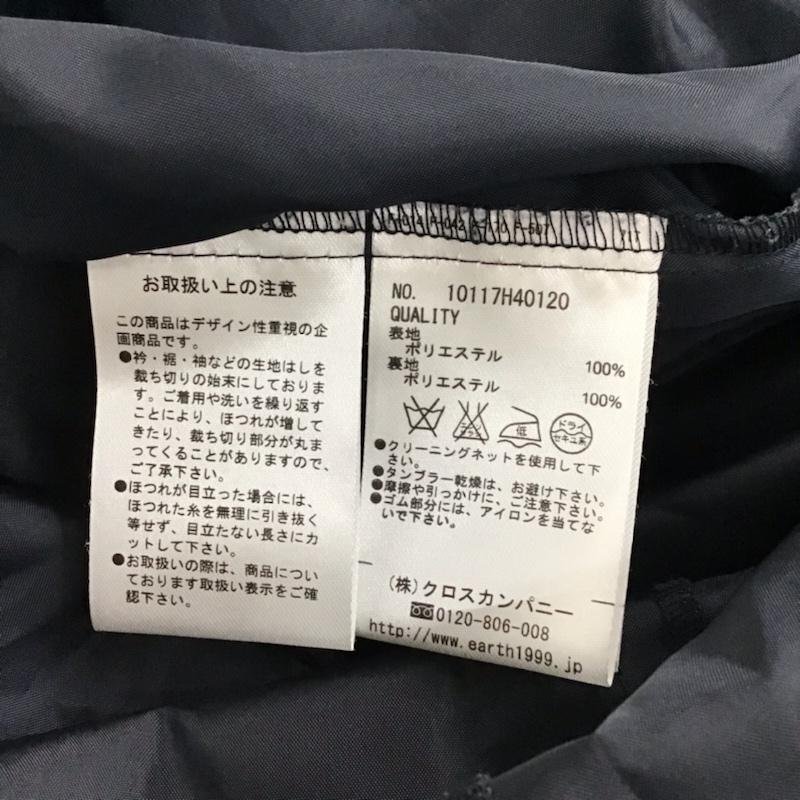 お取扱い上の注意
この商品はデザイン性重視の企
画商品です。
●衿・裾・袖などの生地はしを
裁ち切りの始末にしておりま
す。ご着用や洗いを繰り返す
ことにより、ほつれが増して
きたり、裁ち切り部分が丸ま
ってくることがありますので、
ご了承下さい。
●ほつれが目立った場合には、
ほつれた糸を無理に引き抜く
等せず、目立たない長さにカ
ットして下さい。
●お取扱いの際は、商品につい
ております取扱い表示をご確
認下さい。
NO. 10117H40120
QUALITY
表地
ポリエステル 100%
裏地
ポリエステル 100%
低 ドライ
セキユ系
●クリーニングネットを使用して下
さい。
●タンブラー乾燥は、お避け下さい。
●摩擦や引っかけに、ご注意下さい。
●ゴム部分には、アイロンを当てな
いで下さい。
(株)クロスカンパニー
0120-806-008
http://www.earth1999.jp